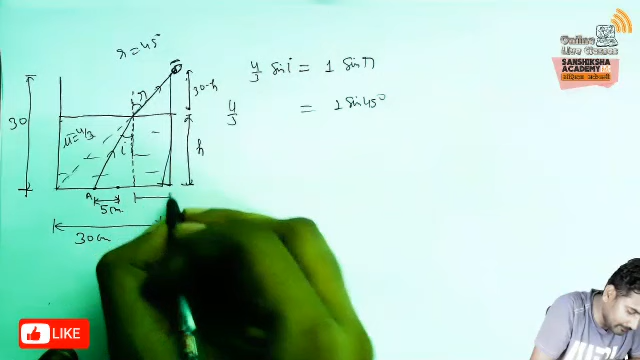 r = 45°
4/3 sin i = 1 sin r
4/3 = 1 sin 45°
30
30-h
r
μ = 4/3
i
h
A
5cm
30cm
Online
Live Classes
SANSHIKSHA
ACADEMY
LIKE